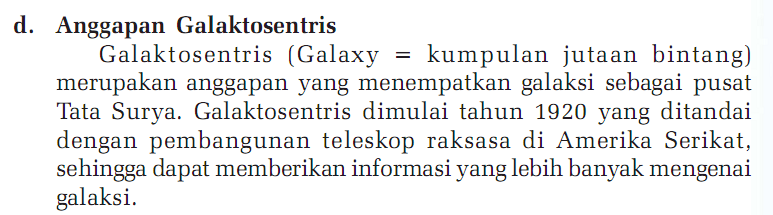 d. Anggapan Galaktosentris
Galaktosentris (Galaxy = kumpulan jutaan bintang)
merupakan anggapan yang menempatkan galaksi sebagai pusat
Tata Surya. Galaktosentris dimulai tahun 1920 yang ditandai
dengan pembangunan teleskop raksasa di Amerika Serikat,
sehingga dapat memberikan informasi yang lebih banyak mengenai
galaksi.